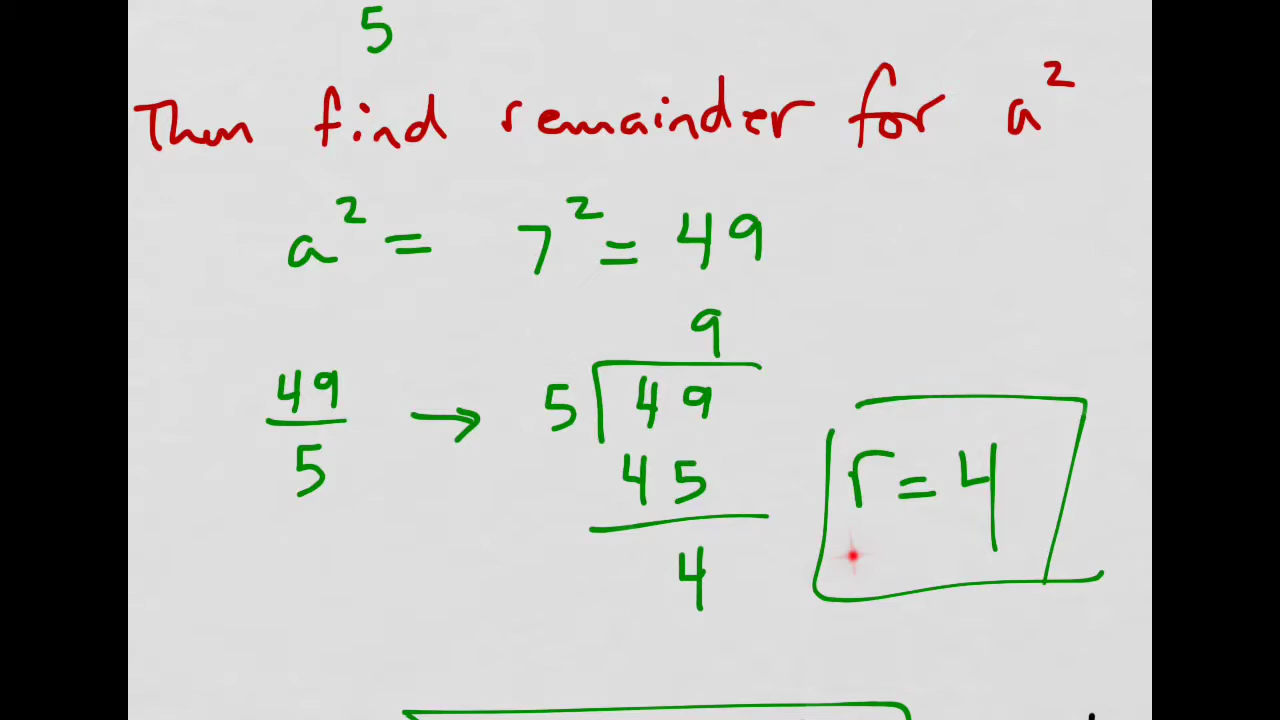 5
Then find remainder for a²
a² = 7² = 49
9
49/5 → 5 49
45
r = 4
4